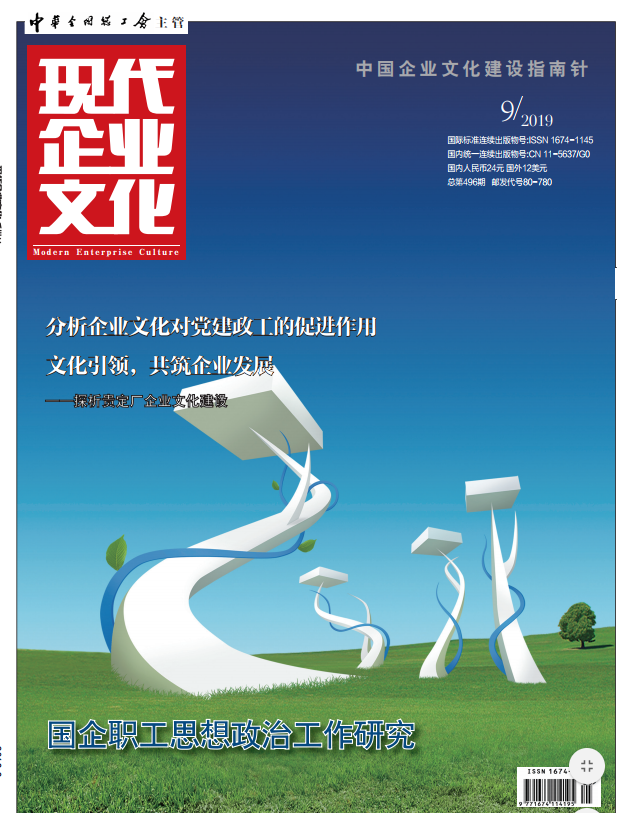 中华全国总工会主管
中国企业文化建设指南针
现代
企业
文化
Modern Enterprise Culture
9/2019
国际标准连续出版物号:ISSN 1674-1145
国内统一连续出版物号:CN 11-5637/G0
国内人民币24元 国外12美元
总第496期 邮发代号80-780
分析企业文化对党建政工的促进作用
文化引领，共筑企业发展
——探析贵定厂企业文化建设
国企职工思想政治工作研究
ISSN 1674-
9 771674 114195